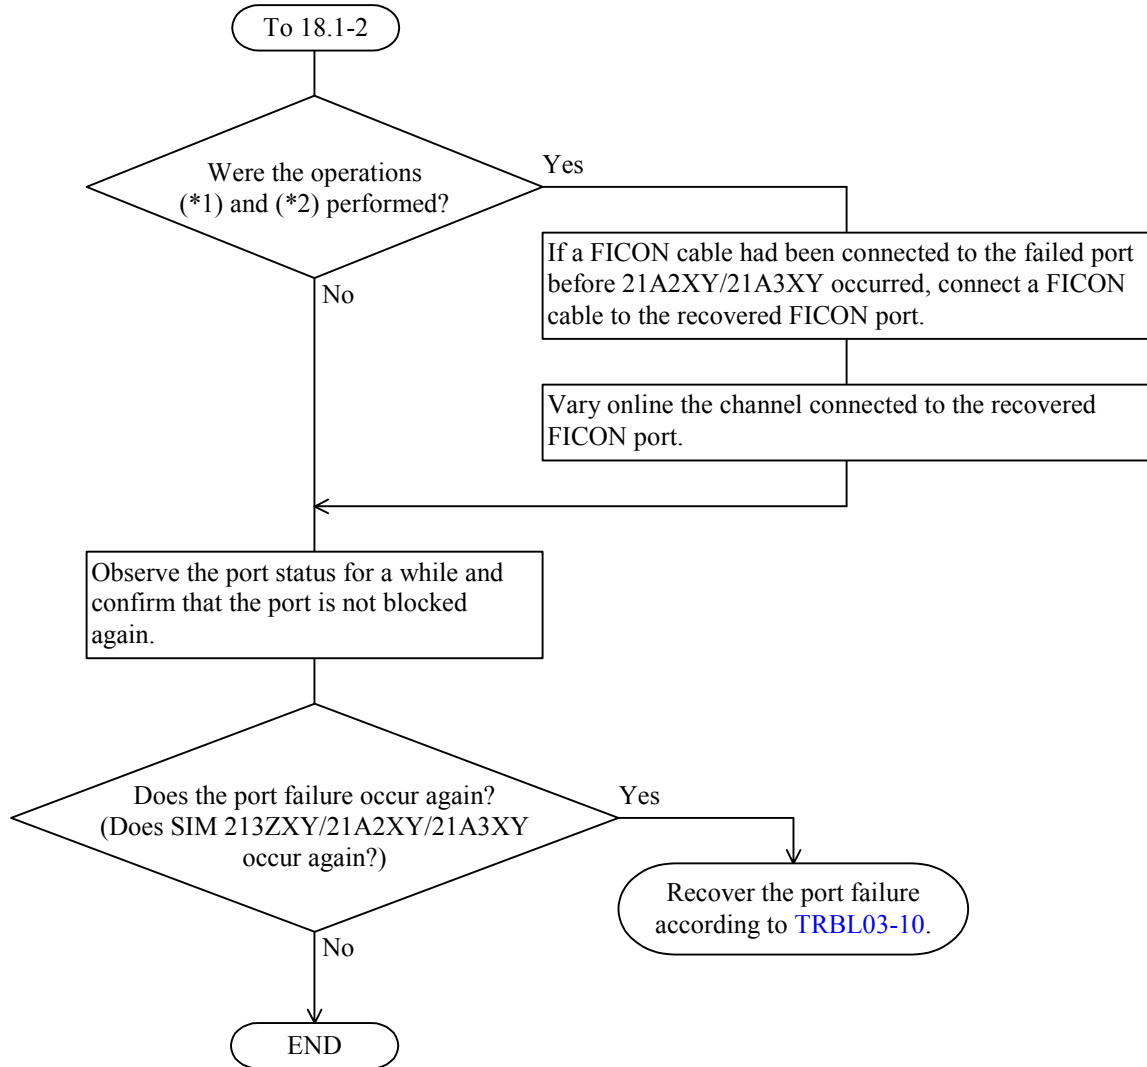 To 18.1-2
Were the operations
(*1) and (*2) performed?
Yes
No
If a FICON cable had been connected to the failed port
before 21A2XY/21A3XY occurred, connect a FICON
cable to the recovered FICON port.
Vary online the channel connected to the recovered
FICON port.
Observe the port status for a while and
confirm that the port is not blocked
again.
Does the port failure occur again?
(Does SIM 213ZXY/21A2XY/21A3XY
occur again?)
Yes
Recover the port failure
according to TRBL03-10.
No
END